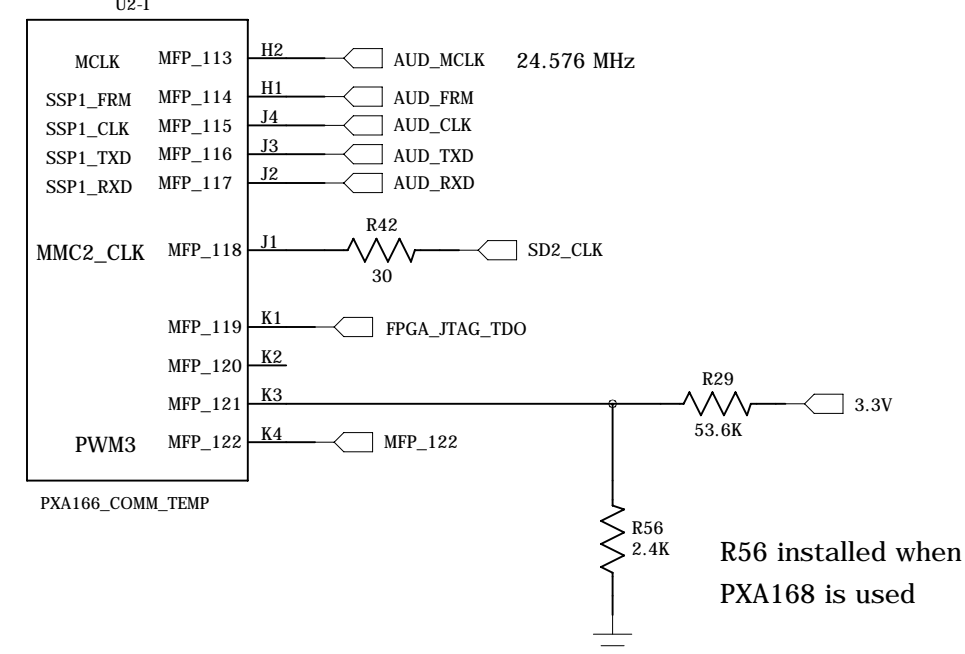 U2-1
MCLK MFP_113 H2 AUD_MCLK 24.576 MHz
SSP1_FRM MFP_114 H1 AUD_FRM
SSP1_CLK MFP_115 J4 AUD_CLK
SSP1_TXD MFP_116 J3 AUD_TXD
SSP1_RXD MFP_117 J2 AUD_RXD
R42
MMC2_CLK MFP_118 J1 SD2_CLK
30
MFP_119 K1 FPGA_JTAG_TDO
MFP_120 K2
R29
MFP_121 K3 3.3V
53.6K
PWM3 MFP_122 K4 MFP_122
PXA166_COMM_TEMP
R56
2.4K
R56 installed when
PXA168 is used